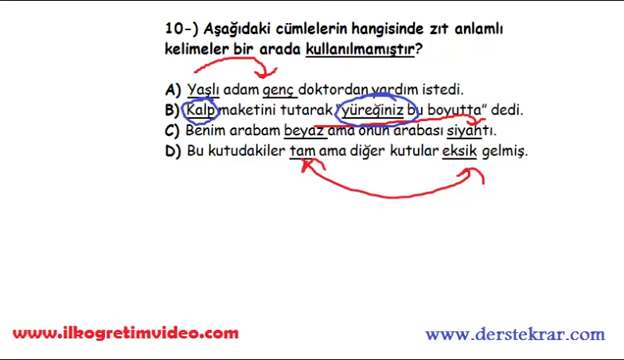 10-) Aşağıdaki cümlelerin hangisinde zıt anlamlı
kelimeler bir arada kullanılmamıştır?
A) Yaşlı adam genç doktordan yardım istedi.
B) Kalp maketini tutarak "yüreğiniz bu boyutta" dedi.
C) Benim arabam beyaz ama onun arabası siyahtı.
D) Bu kutudakiler tam ama diğer kutular eksik gelmiş.
www.ilkogretimvideo.com
www.derstekrar.com